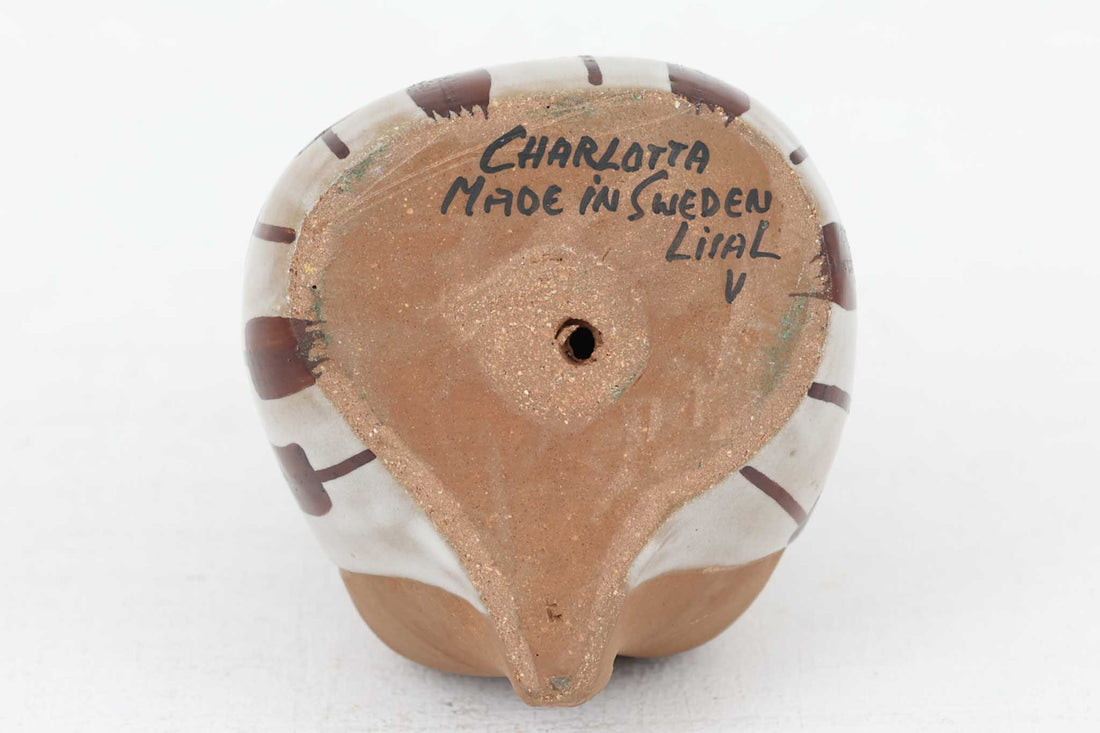 CHARLOTTA
MADE iN SWEDEN
LiSAL
V